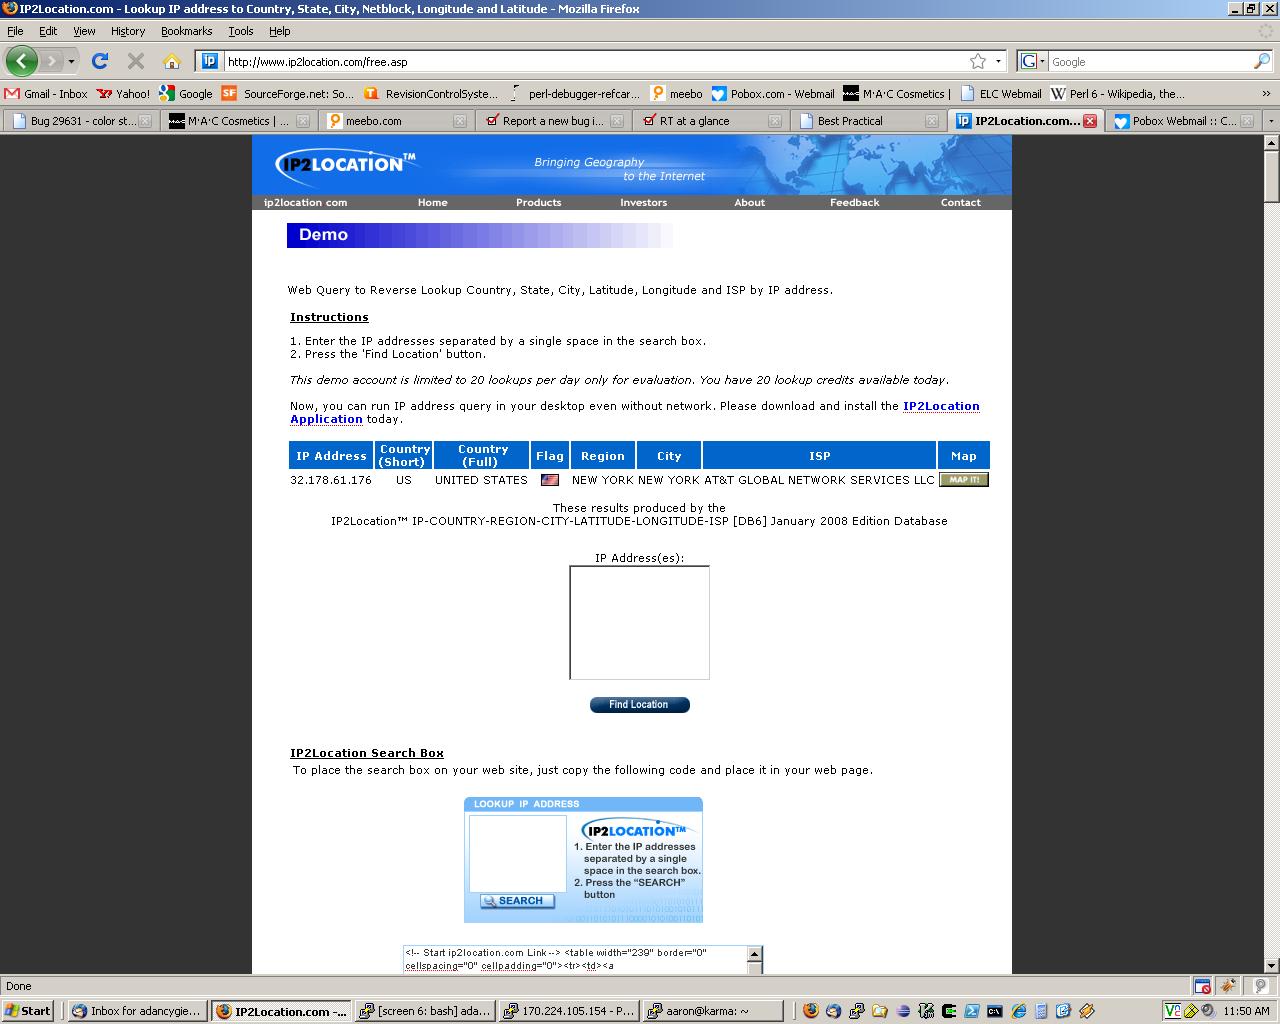 IP2Location.com - Lookup IP address to Country, State, City, Netblock, Longitude and Latitude - Mozilla Firefox
File Edit View History Bookmarks Tools Help
ip http://www.ip2location.com/free.asp G Google
Gmail - Inbox Yahoo! Google SF SourceForge.net: So... RevisionControlSyste... perl-debugger-refcar... meebo Pobox.com - Webmail M·A·C Cosmetics | ELC Webmail W Perl 6 - Wikipedia, the... »
Bug 29631 - color st... M·A·C Cosmetics | ... meebo.com Report a new bug i... RT at a glance Best Practical ip IP2Location.com... Pobox Webmail :: C...
IP2LOCATION™ Bringing Geography
to the Internet
ip2location com Home Products Investors About Feedback Contact
Demo
Web Query to Reverse Lookup Country, State, City, Latitude, Longitude and ISP by IP address.
Instructions
1. Enter the IP addresses separated by a single space in the search box.
2. Press the 'Find Location' button.
This demo account is limited to 20 lookups per day only for evaluation. You have 20 lookup credits available today.
Now, you can run IP address query in your desktop even without network. Please download and install the IP2Location
Application today.
IP Address Country (Short) Country (Full) Flag Region City ISP Map
32.178.61.176 US UNITED STATES NEW YORK NEW YORK AT&T GLOBAL NETWORK SERVICES LLC MAP IT!
These results produced by the
IP2Location™ IP-COUNTRY-REGION-CITY-LATITUDE-LONGITUDE-ISP [DB6] January 2008 Edition Database
IP Address(es):
Find Location
IP2Location Search Box
To place the search box on your web site, just copy the following code and place it in your web page.
LOOKUP IP ADDRESS
IP2LOCATION™
1. Enter the IP addresses
separated by a single
space in the search box.
2. Press the “SEARCH”
button
SEARCH
<!-- Start ip2location.com Link--> <table width="239" border="0"
cellspacing="0" cellpadding="0"><tr><td><a
Done
Start Inbox for adancygie... IP2Location.com -... [screen 6: bash] ada... 170.224.105.154 - P... aaron@karma: ~ 11:50 AM